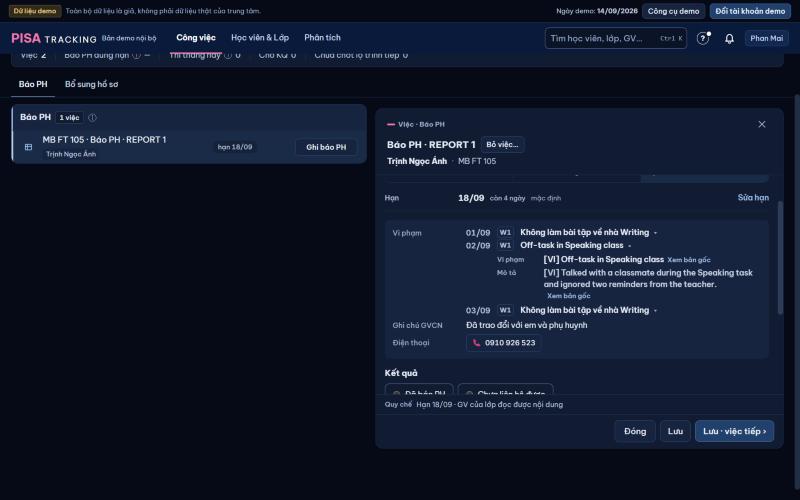 Dữ liệu demo Toàn bộ dữ liệu là giả, không phải dữ liệu thật của trung tâm. Ngày demo: 14/09/2026 Công cụ demo Đổi tài khoản demo
PISA TRACKING Bản demo nội bộ Công việc Học viên & Lớp Phân tích Tìm học viên, lớp, GV... Ctrl K ? Phan Mai
Việc 2 Báo PH đúng hạn — Thi tháng này 0 Chờ KQ 0 Chưa chốt lộ trình tiếp 0
Báo PH Bổ sung hồ sơ
Báo PH 1 việc
MB FT 105 · Báo PH · REPORT 1
Trịnh Ngọc Ánh
hạn 18/09 Ghi báo PH
Việc · Báo PH
Báo PH · REPORT 1 Bỏ việc...
Trịnh Ngọc Ánh · MB FT 105
Hạn 18/09 còn 4 ngày mặc định Sửa hạn
Vi phạm 01/09 W1 Không làm bài tập về nhà Writing
02/09 W1 Off-task in Speaking class
Vi phạm [VI] Off-task in Speaking class Xem bản gốc
Mô tả [VI] Talked with a classmate during the Speaking task
and ignored two reminders from the teacher.
Xem bản gốc
03/09 W1 Không làm bài tập về nhà Writing
Ghi chú GVCN Đã trao đổi với em và phụ huynh
Điện thoại 0910 926 523
Kết quả
Đã báo PH Chưa liên hệ được
Quy chế Hạn 18/09 · GV của lớp đọc được nội dung
Đóng Lưu Lưu · việc tiếp ›